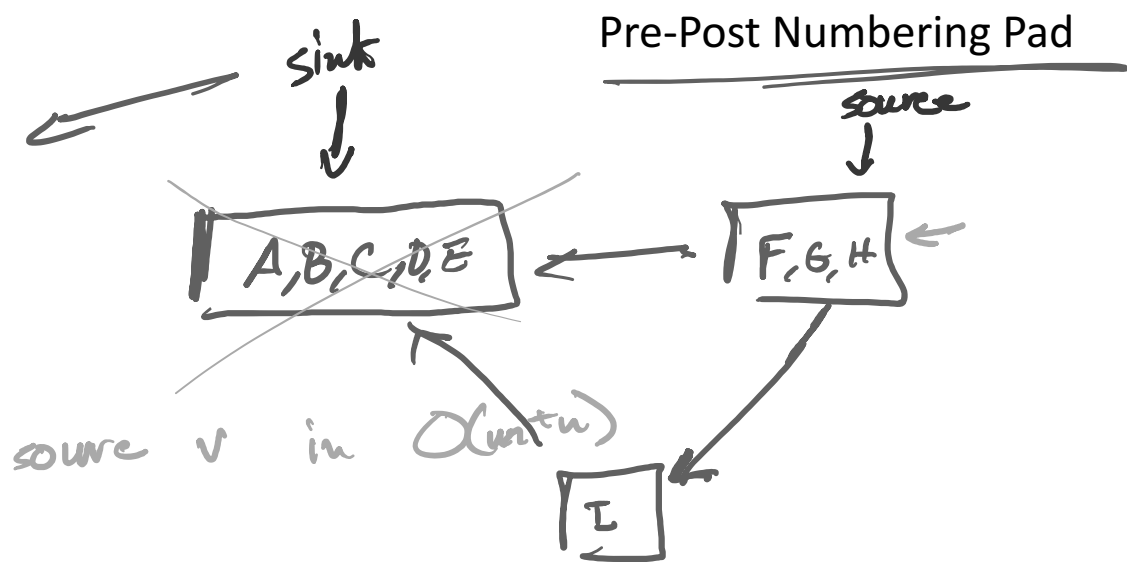 Pre-Post Numbering Pad
sink
source
A,B,C,D,E
F,G,H
source v in O(m+n)
I